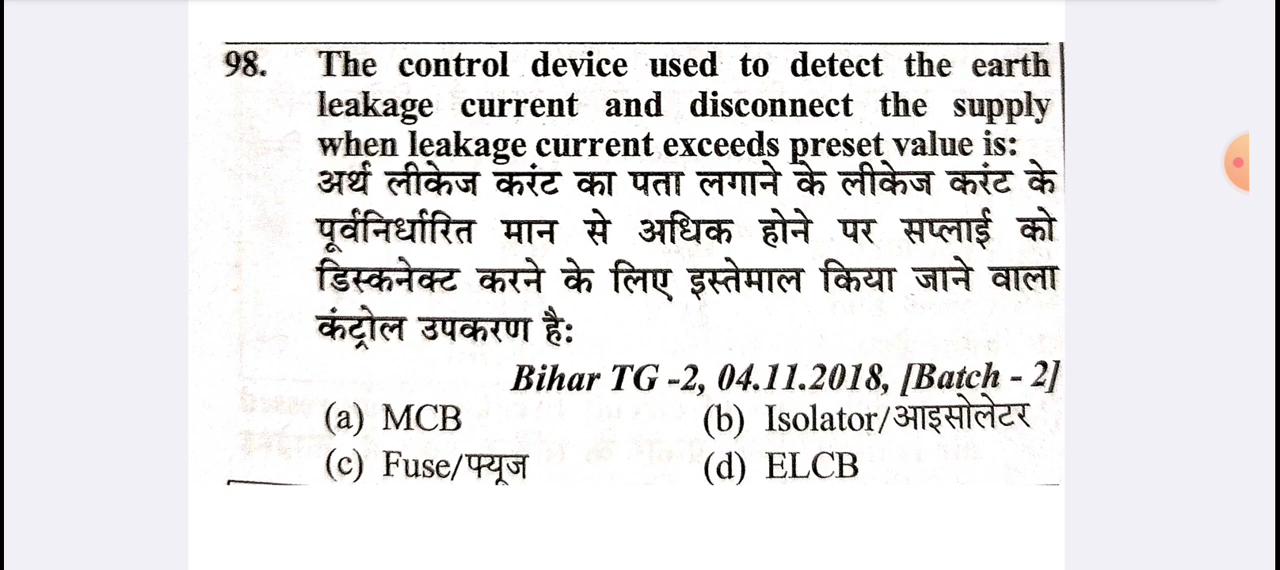 98. The control device used to detect the earth
leakage current and disconnect the supply
when leakage current exceeds preset value is:
अर्थ लीकेज करंट का पता लगाने के लीकेज करंट के
पूर्वनिर्धारित मान से अधिक होने पर सप्लाई को
डिस्कनेक्ट करने के लिए इस्तेमाल किया जाने वाला
कंट्रोल उपकरण है:
Bihar TG -2, 04.11.2018, [Batch - 2]
(a) MCB (b) Isolator/आइसोलेटर
(c) Fuse/फ्यूज (d) ELCB